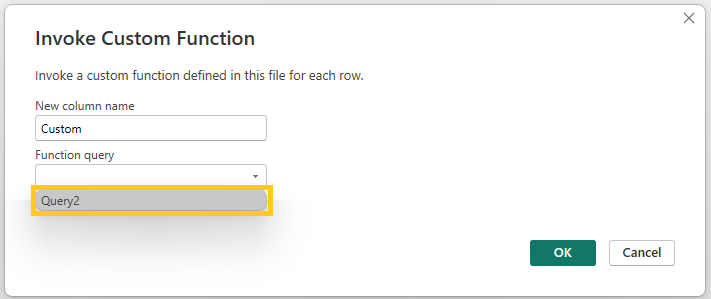 Invoke Custom Function
Invoke a custom function defined in this file for each row.
New column name
Custom
Function query
Query2
OK Cancel